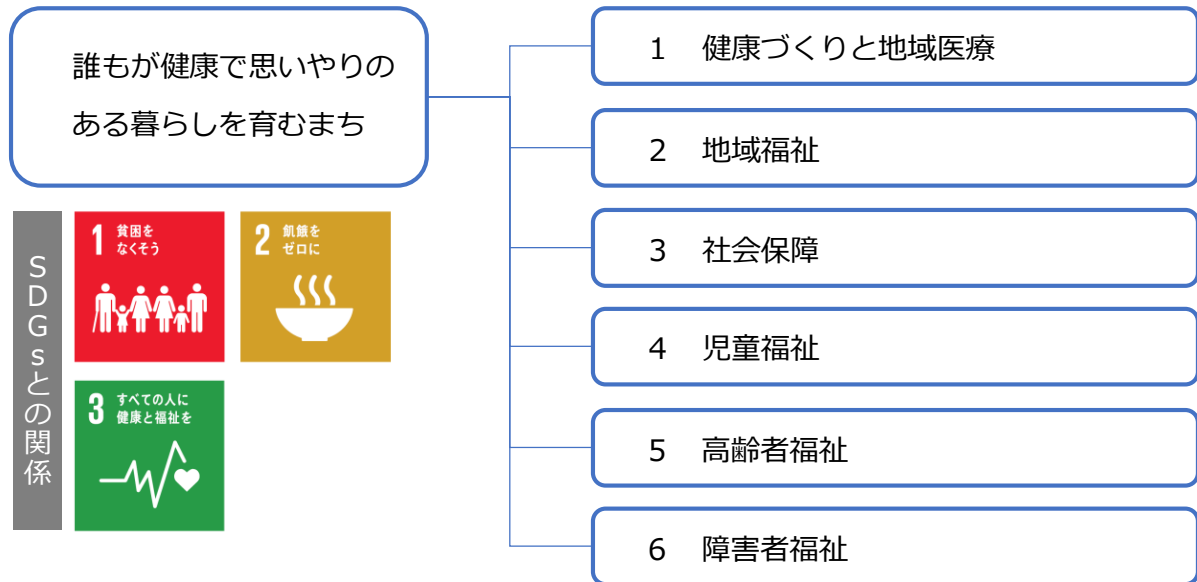 誰もが健康で思いやりの
ある暮らしを育むまち
1 健康づくりと地域医療
2 地域福祉
3 社会保障
4 児童福祉
5 高齢者福祉
6 障害者福祉
SDGsとの関係
1 貧困を
なくそう
2 飢餓を
ゼロに
3 すべての人に
健康と福祉を